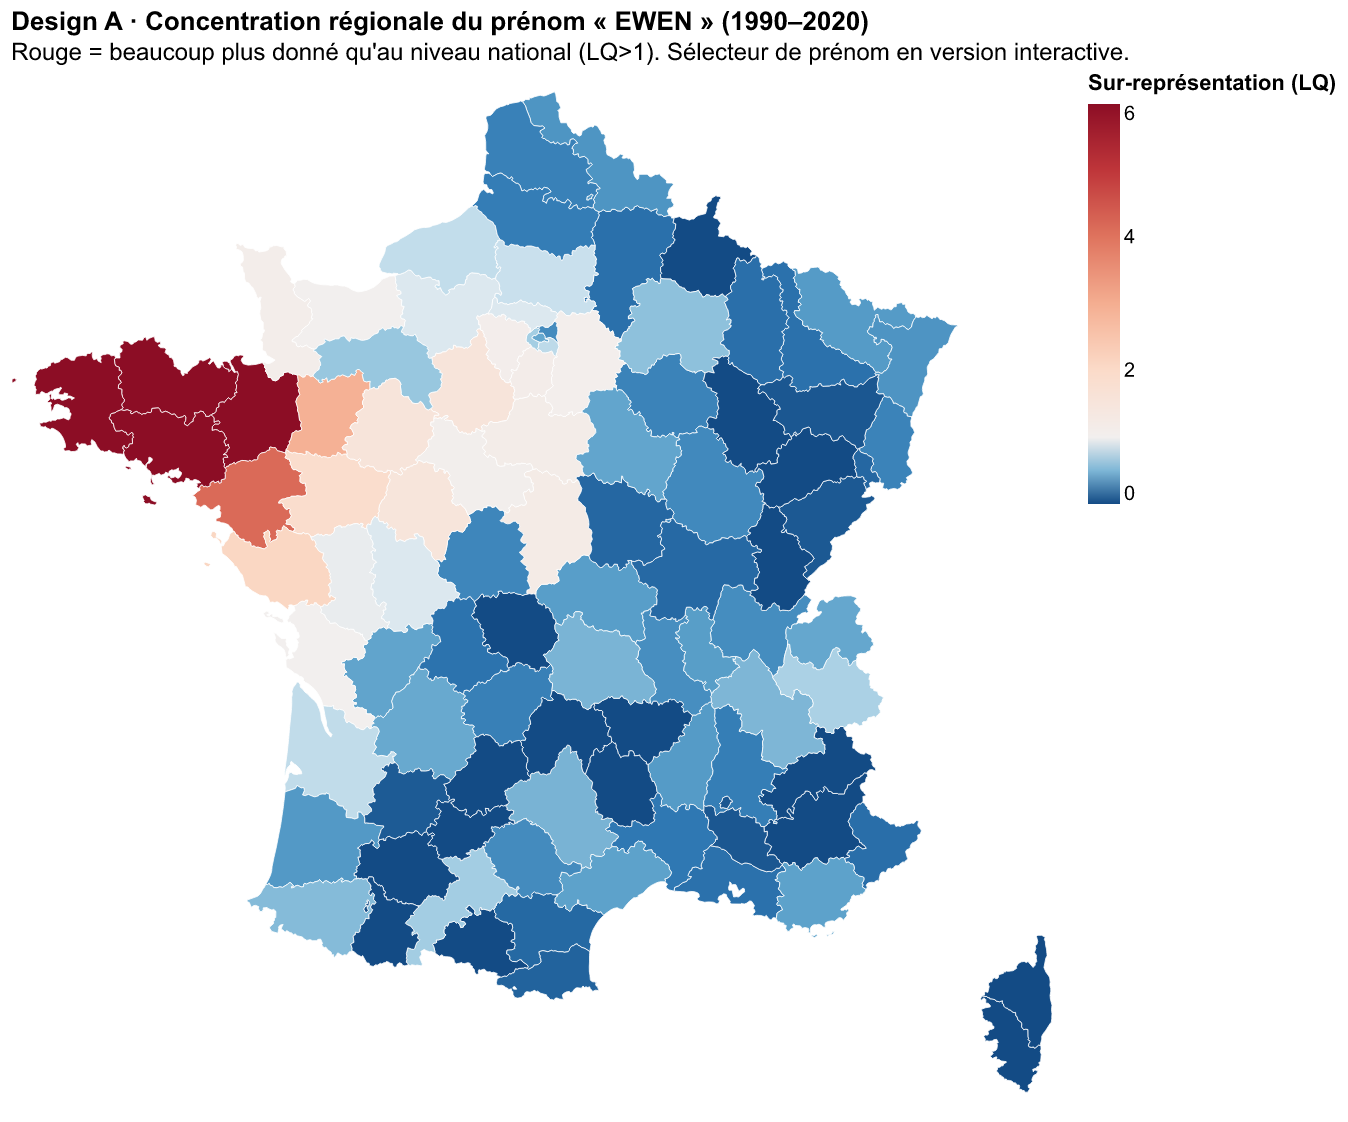 Design A · Concentration régionale du prénom « EWEN » (1990–2020)
Rouge = beaucoup plus donné qu'au niveau national (LQ>1). Sélecteur de prénom en version interactive.
Sur-représentation (LQ)
6
4
2
0